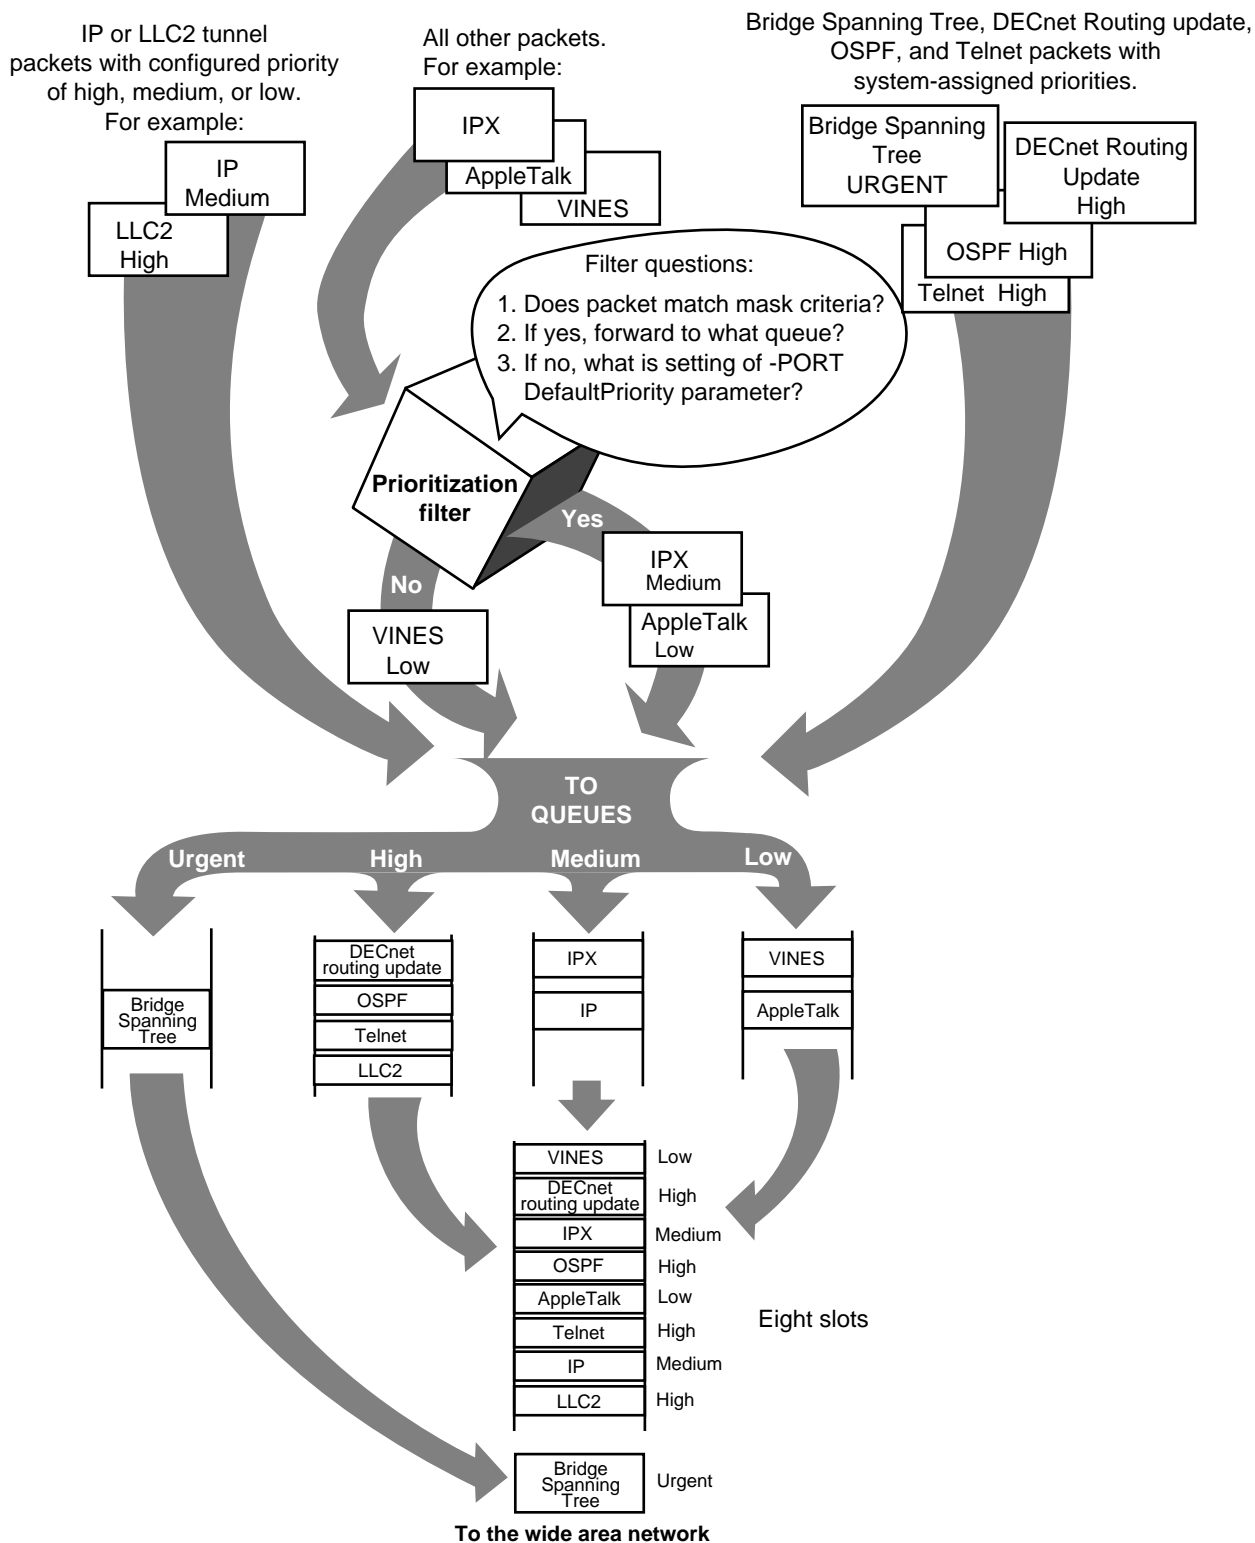 IP or LLC2 tunnel
packets with configured priority
of high, medium, or low.
For example:
IP
Medium
LLC2
High
All other packets.
For example:
IPX
AppleTalk
VINES
Bridge Spanning Tree, DECnet Routing update,
OSPF, and Telnet packets with
system-assigned priorities.
Bridge Spanning
Tree
URGENT
DECnet Routing
Update
High
OSPF High
Telnet High
Filter questions:
1. Does packet match mask criteria?
2. If yes, forward to what queue?
3. If no, what is setting of -PORT
DefaultPriority parameter?
Prioritization
filter
Yes
No
IPX
Medium
AppleTalk
Low
VINES
Low
TO
QUEUES
Urgent
High
Medium
Low
Bridge
Spanning
Tree
DECnet
routing update
OSPF
Telnet
LLC2
IPX
IP
VINES
AppleTalk
VINES Low
DECnet
routing update High
IPX Medium
OSPF High
AppleTalk Low
Telnet High
IP Medium
LLC2 High
Eight slots
Bridge
Spanning
Tree
Urgent
To the wide area network